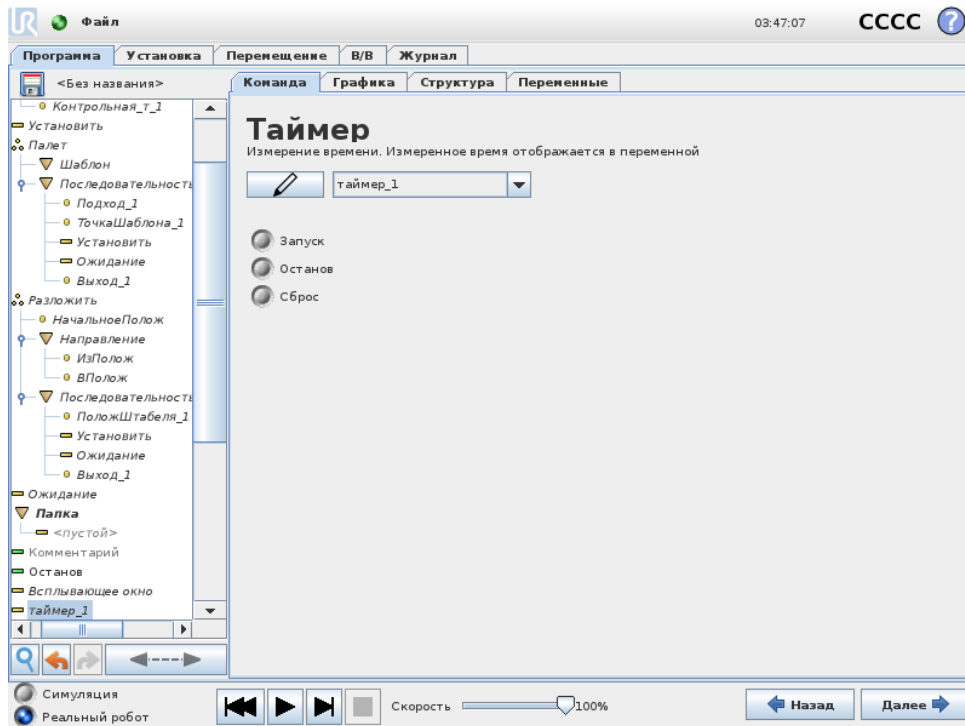 UR Файл 03:47:07 CCCC ?
Программа Установка Перемещение В/В Журнал
<Без названия> Команда Графика Структура Переменные
Контрольная_т_1
Установить
Палет
Шаблон
Последовательность
Подход_1
ТочкаШаблона_1
Установить
Ожидание
Выход_1
Разложить
НачальноеПолож
Направление
ИзПолож
ВПолож
Последовательность
ПоложШтабеля_1
Установить
Ожидание
Выход_1
Ожидание
Папка
<пустой>
Комментарий
Останов
Всплывающее окно
таймер_1
Таймер
Измерение времени. Измеренное время отображается в переменной
таймер_1
Запуск
Останов
Сброс
Симуляция
Реальный робот
Скорость 100%
Назад Далее